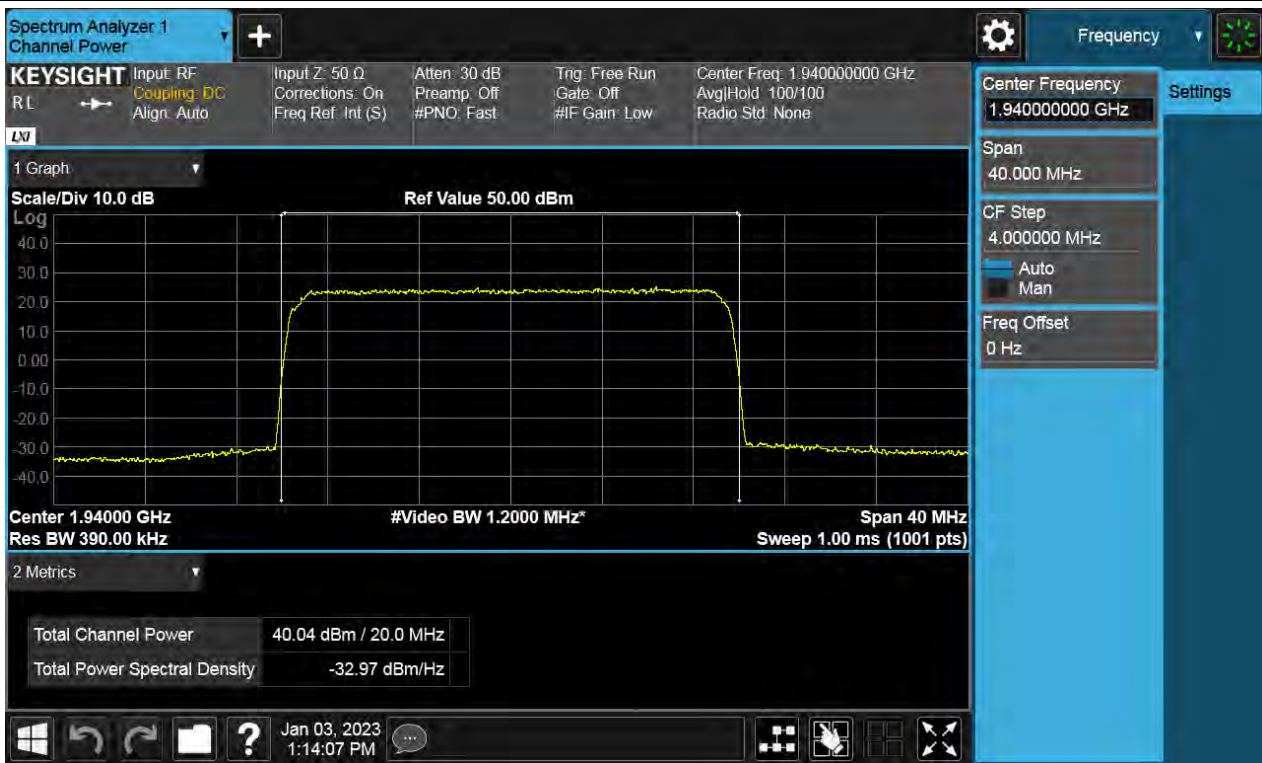 Spectrum Analyzer 1
Channel Power
+
Frequency
KEYSIGHT Input: RF Input Z: 50 Ω Atten: 30 dB Trig: Free Run Center Freq: 1.940000000 GHz
RL Coupling: DC Corrections: On Preamp: Off Gate: Off Avg|Hold: 100/100
Align: Auto Freq Ref: Int (S) #PNO: Fast #IF Gain: Low Radio Std: None
LXI
Center Frequency
1.940000000 GHz
Settings
Span
40.000 MHz
CF Step
4.000000 MHz
Auto
Man
Freq Offset
0 Hz
1 Graph
Scale/Div 10.0 dB Ref Value 50.00 dBm
Log
40.0
30.0
20.0
10.0
0.00
-10.0
-20.0
-30.0
-40.0
Center 1.94000 GHz #Video BW 1.2000 MHz* Span 40 MHz
Res BW 390.00 kHz Sweep 1.00 ms (1001 pts)
2 Metrics
Total Channel Power 40.04 dBm / 20.0 MHz
Total Power Spectral Density -32.97 dBm/Hz
? Jan 03, 2023
1:14:07 PM